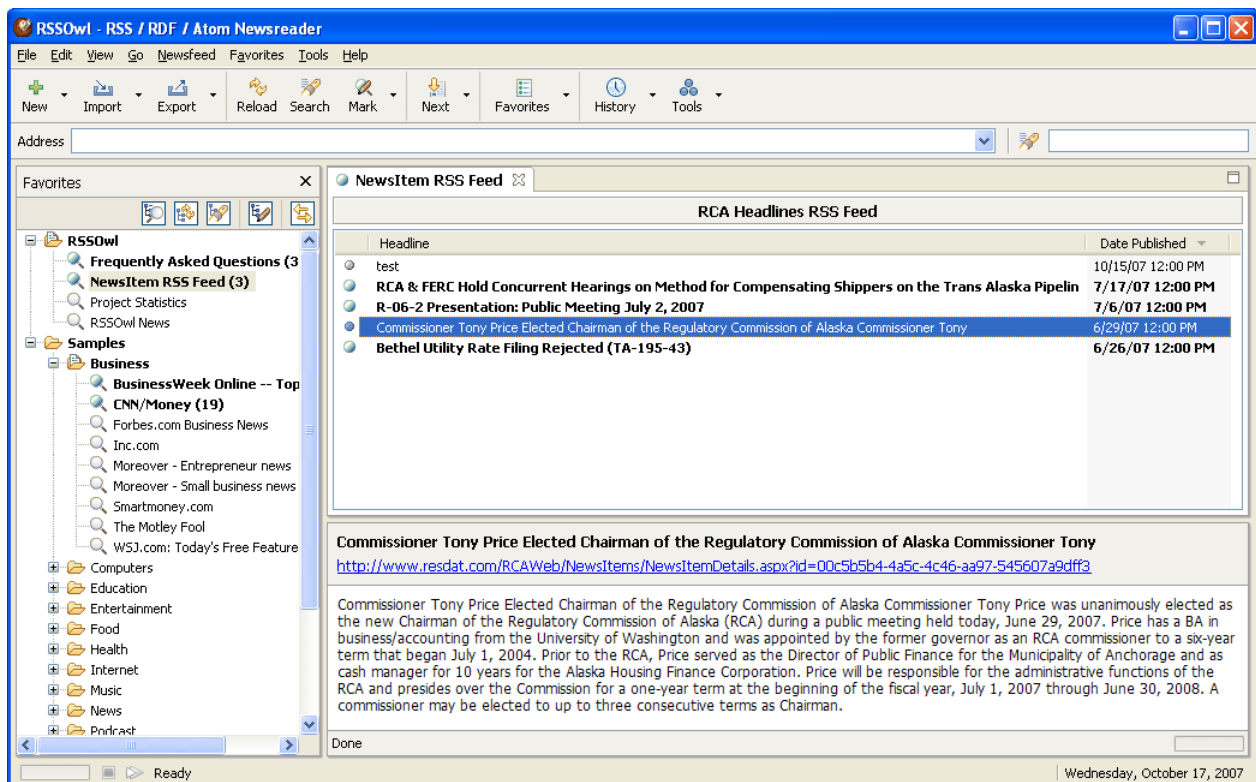 RSSOwl - RSS / RDF / Atom Newsreader
File Edit View Go Newsfeed Favorites Tools Help
New Import Export Reload Search Mark Next Favorites History Tools
Address
Favorites
NewsItem RSS Feed
RCA Headlines RSS Feed
RSSOwl
Frequently Asked Questions (3
NewsItem RSS Feed (3)
Project Statistics
RSSOwl News
Samples
Business
BusinessWeek Online -- Top
CNN/Money (19)
Forbes.com Business News
Inc.com
Moreover - Entrepreneur news
Moreover - Small business news
Smartmoney.com
The Motley Fool
WSJ.com: Today's Free Feature
Computers
Education
Entertainment
Food
Health
Internet
Music
News
Podcast
Headline Date Published
test 10/15/07 12:00 PM
RCA & FERC Hold Concurrent Hearings on Method for Compensating Shippers on the Trans Alaska Pipelin 7/17/07 12:00 PM
R-06-2 Presentation: Public Meeting July 2, 2007 7/6/07 12:00 PM
Commissioner Tony Price Elected Chairman of the Regulatory Commission of Alaska Commissioner Tony 6/29/07 12:00 PM
Bethel Utility Rate Filing Rejected (TA-195-43) 6/26/07 12:00 PM
Commissioner Tony Price Elected Chairman of the Regulatory Commission of Alaska Commissioner Tony
http://www.resdat.com/RCAWeb/NewsItems/NewsItemDetails.aspx?id=00c5b5b4-4a5c-4c46-aa97-545607a9dff3
Commissioner Tony Price Elected Chairman of the Regulatory Commission of Alaska Commissioner Tony Price was unanimously elected as
the new Chairman of the Regulatory Commission of Alaska (RCA) during a public meeting held today, June 29, 2007. Price has a BA in
business/accounting from the University of Washington and was appointed by the former governor as an RCA commissioner to a six-year
term that began July 1, 2004. Prior to the RCA, Price served as the Director of Public Finance for the Municipality of Anchorage and as
cash manager for 10 years for the Alaska Housing Finance Corporation. Price will be responsible for the administrative functions of the
RCA and presides over the Commission for a one-year term at the beginning of the fiscal year, July 1, 2007 through June 30, 2008. A
commissioner may be elected to up to three consecutive terms as Chairman.
Done
Ready
Wednesday, October 17, 2007